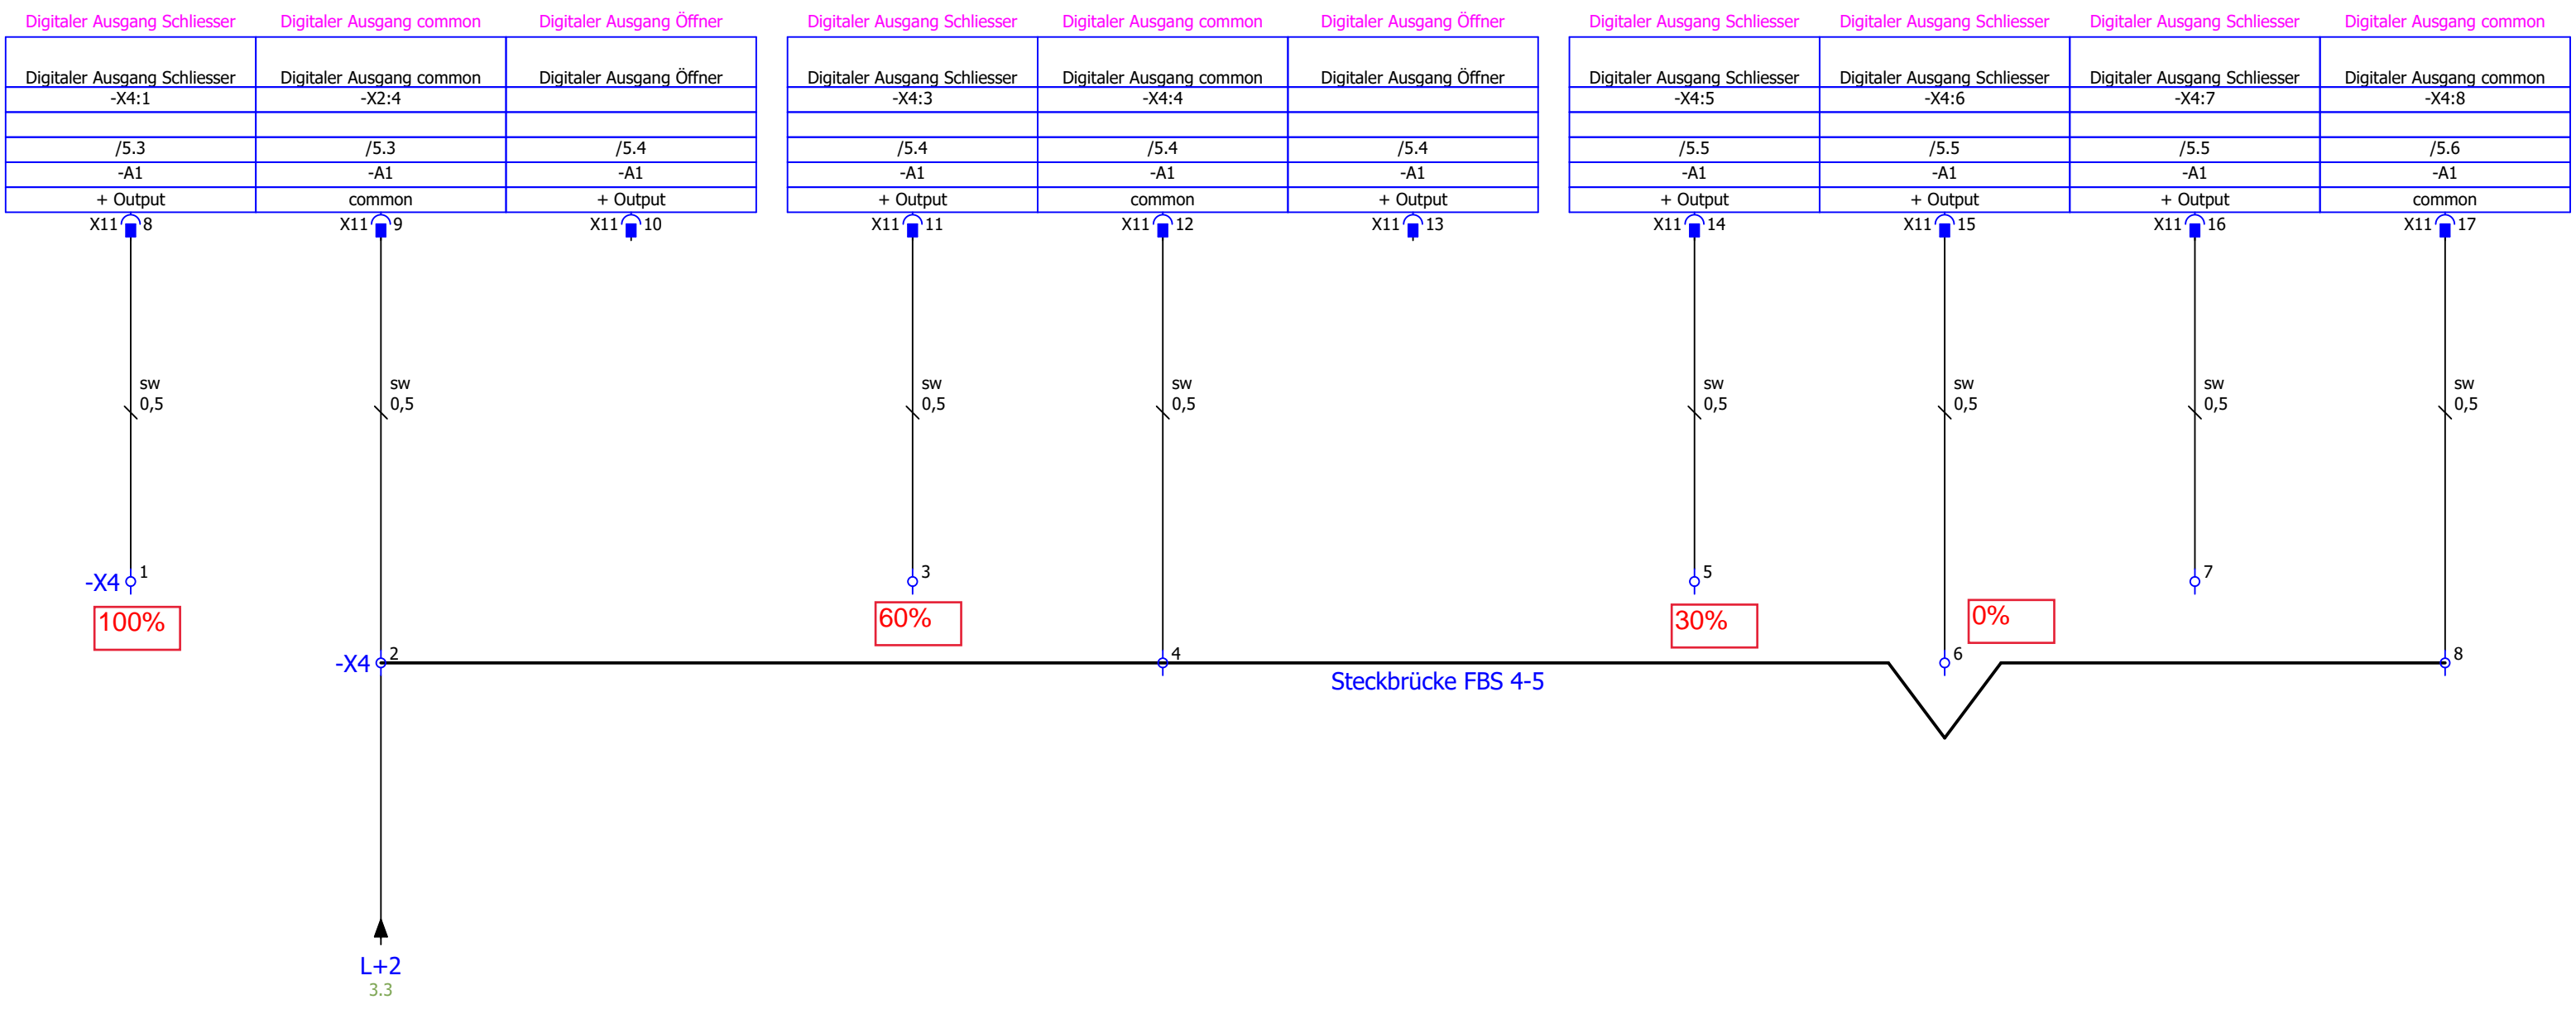 Digitaler Ausgang Schliesser Digitaler Ausgang common Digitaler Ausgang Öffner Digitaler Ausgang Schliesser Digitaler Ausgang common Digitaler Ausgang Öffner Digitaler Ausgang Schliesser Digitaler Ausgang Schliesser Digitaler Ausgang Schliesser Digitaler Ausgang common
Digitaler Ausgang Schliesser Digitaler Ausgang common Digitaler Ausgang Öffner Digitaler Ausgang Schliesser Digitaler Ausgang common Digitaler Ausgang Öffner Digitaler Ausgang Schliesser Digitaler Ausgang Schliesser Digitaler Ausgang Schliesser Digitaler Ausgang common
-X4:1 -X2:4 -X4:3 -X4:4 -X4:5 -X4:6 -X4:7 -X4:8
/5.3 /5.3 /5.4 /5.4 /5.4 /5.4 /5.5 /5.5 /5.5 /5.6
-A1 -A1 -A1 -A1 -A1 -A1 -A1 -A1 -A1 -A1
+ Output common + Output + Output common + Output + Output + Output + Output common
X11 8 X11 9 X11 10 X11 11 X11 12 X11 13 X11 14 X11 15 X11 16 X11 17
sw sw sw sw sw sw sw sw
0,5 0,5 0,5 0,5 0,5 0,5 0,5 0,5
-X4 1 3 5 7
100% 60% 30% 0%
-X4 2 4 6 8
Steckbrücke FBS 4-5
L+2
3.3